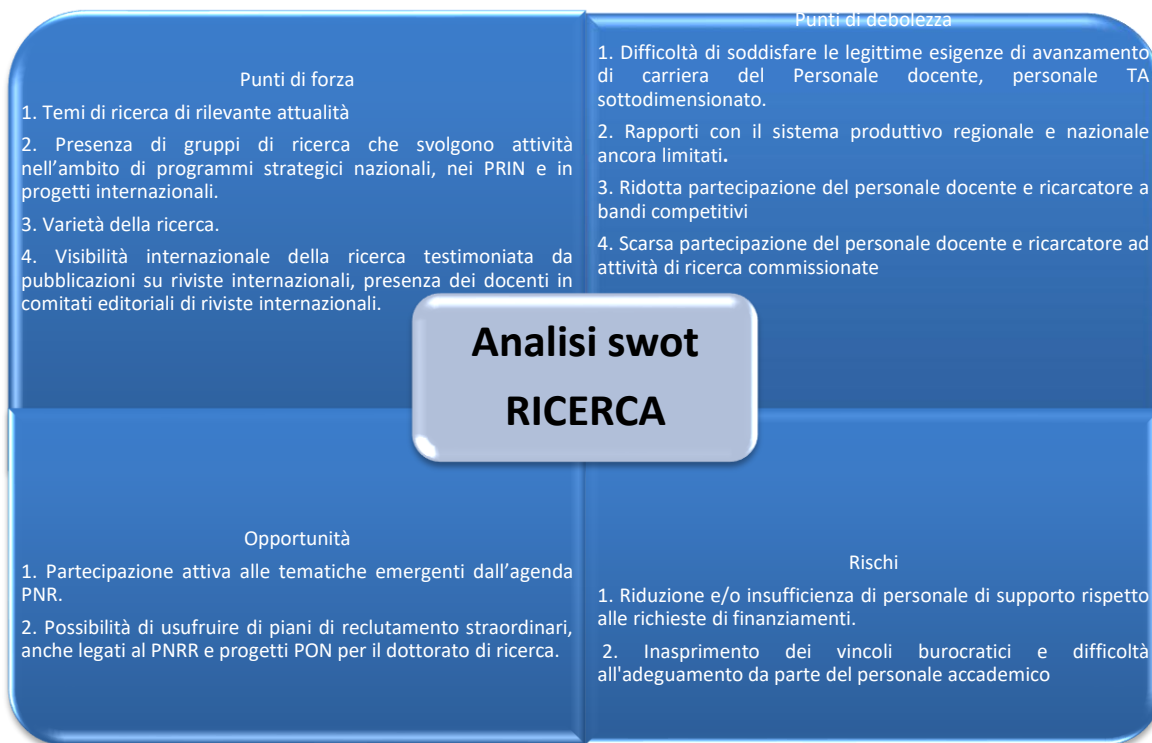 Punti di forza
1. Temi di ricerca di rilevante attualità
2. Presenza di gruppi di ricerca che svolgono attività
nell'ambito di programmi strategici nazionali, nei PRIN e in
progetti internazionali.
3. Varietà della ricerca.
4. Visibilità internazionale della ricerca testimoniata da
pubblicazioni su riviste internazionali, presenza dei docenti in
comitati editoriali di riviste internazionali.
Punti di debolezza
1. Difficoltà di soddisfare le legittime esigenze di avanzamento
di carriera del Personale docente, personale TA
sottodimensionato.
2. Rapporti con il sistema produttivo regionale e nazionale
ancora limitati.
3. Ridotta partecipazione del personale docente e ricarcatore a
bandi competitivi
4. Scarsa partecipazione del personale docente e ricarcatore ad
attività di ricerca commissionate
Analisi swot
RICERCA
Opportunità
1. Partecipazione attiva alle tematiche emergenti dall'agenda
PNR.
2. Possibilità di usufruire di piani di reclutamento straordinari,
anche legati al PNRR e progetti PON per il dottorato di ricerca.
Rischi
1. Riduzione e/o insufficienza di personale di supporto rispetto
alle richieste di finanziamenti.
2. Inasprimento dei vincoli burocratici e difficoltà
all'adeguamento da parte del personale accademico